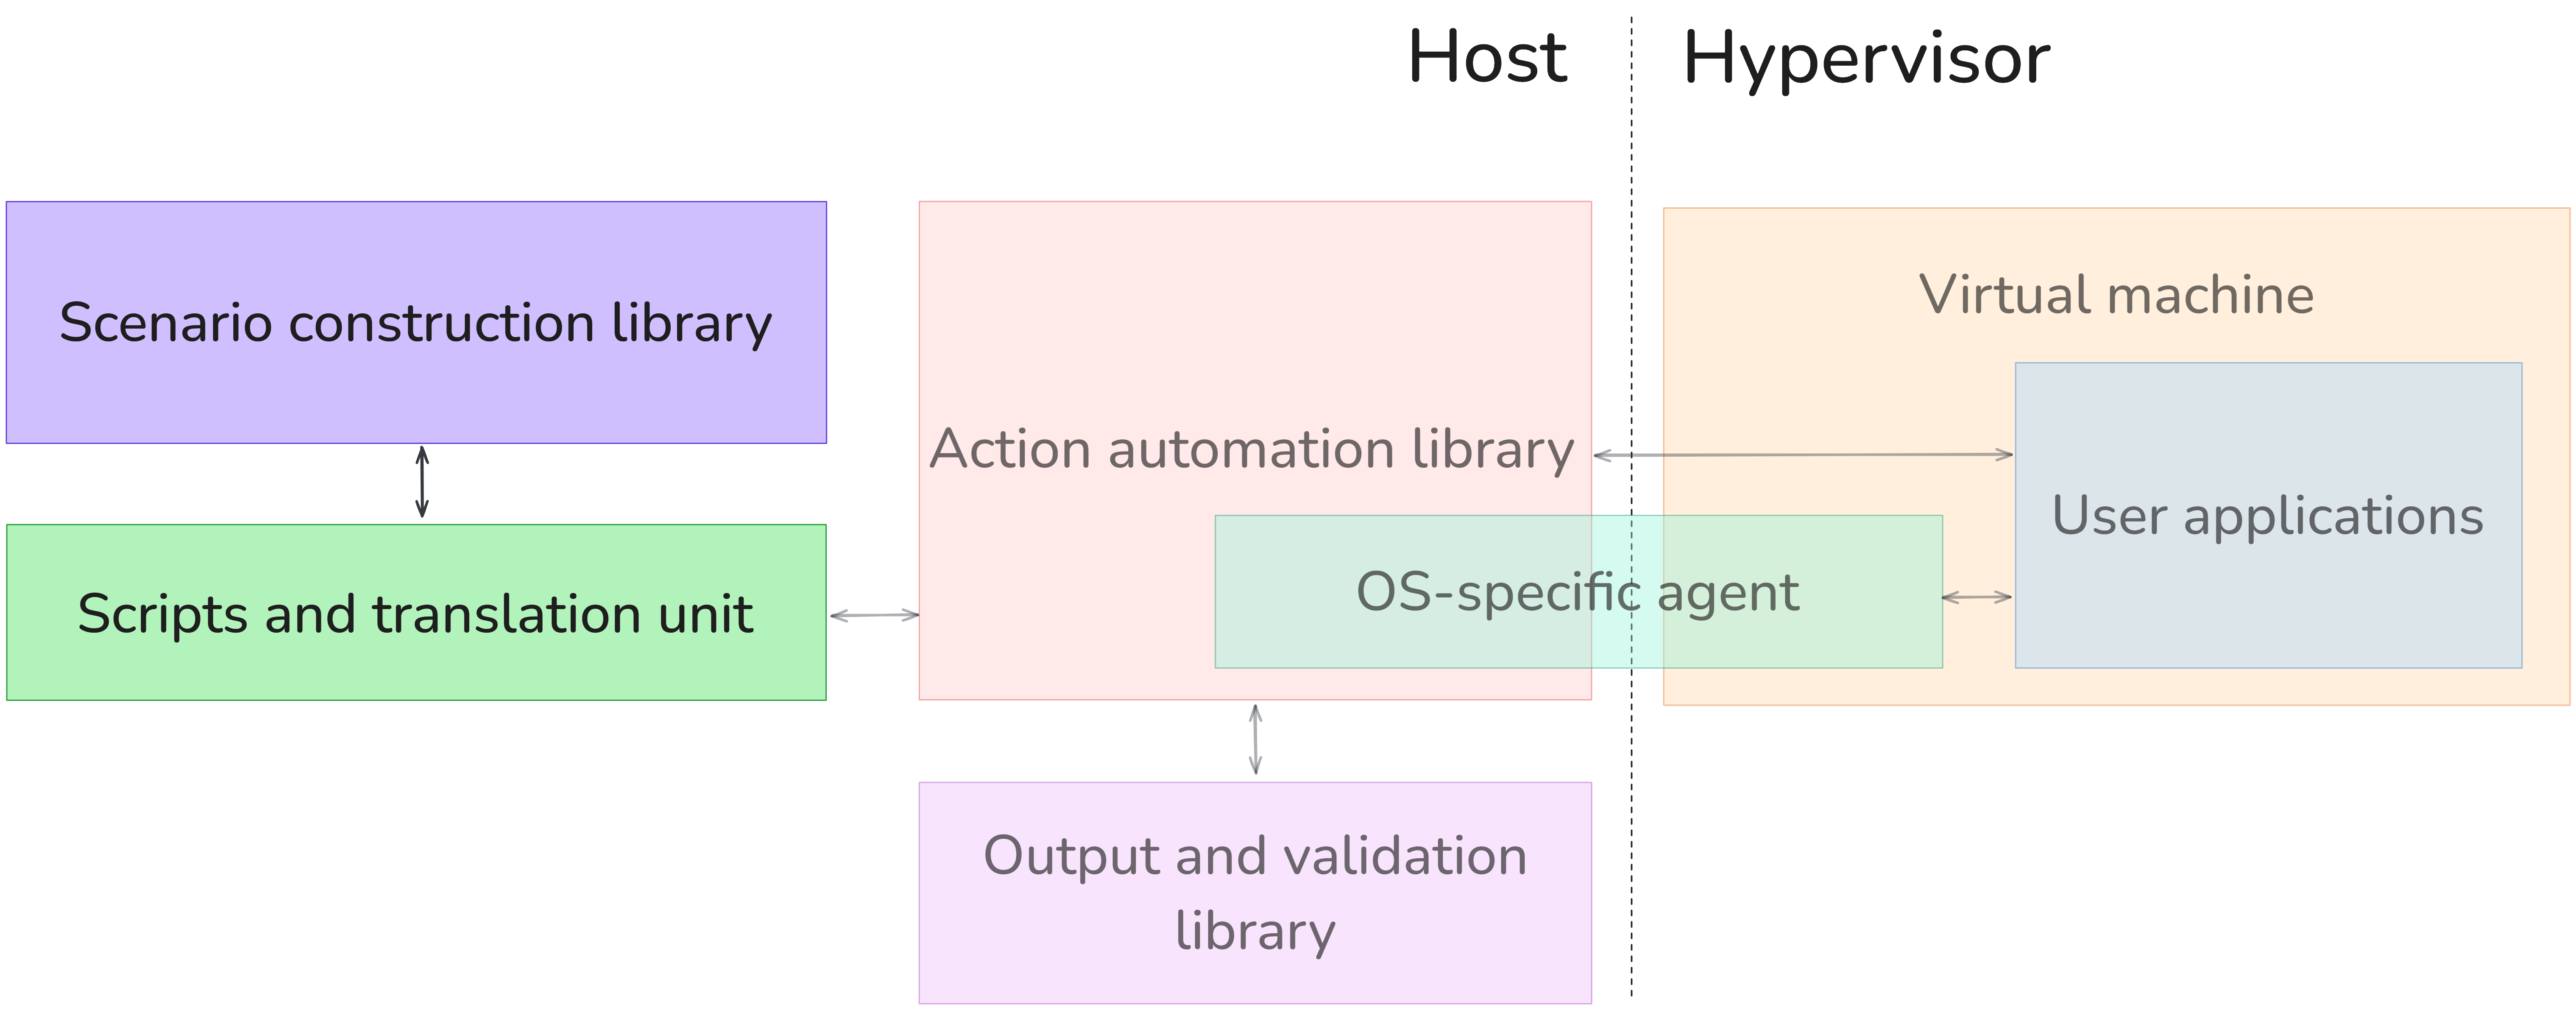 Host
Hypervisor
Scenario construction library
Scripts and translation unit
Action automation library
OS-specific agent
Virtual machine
User applications
Output and validation
library